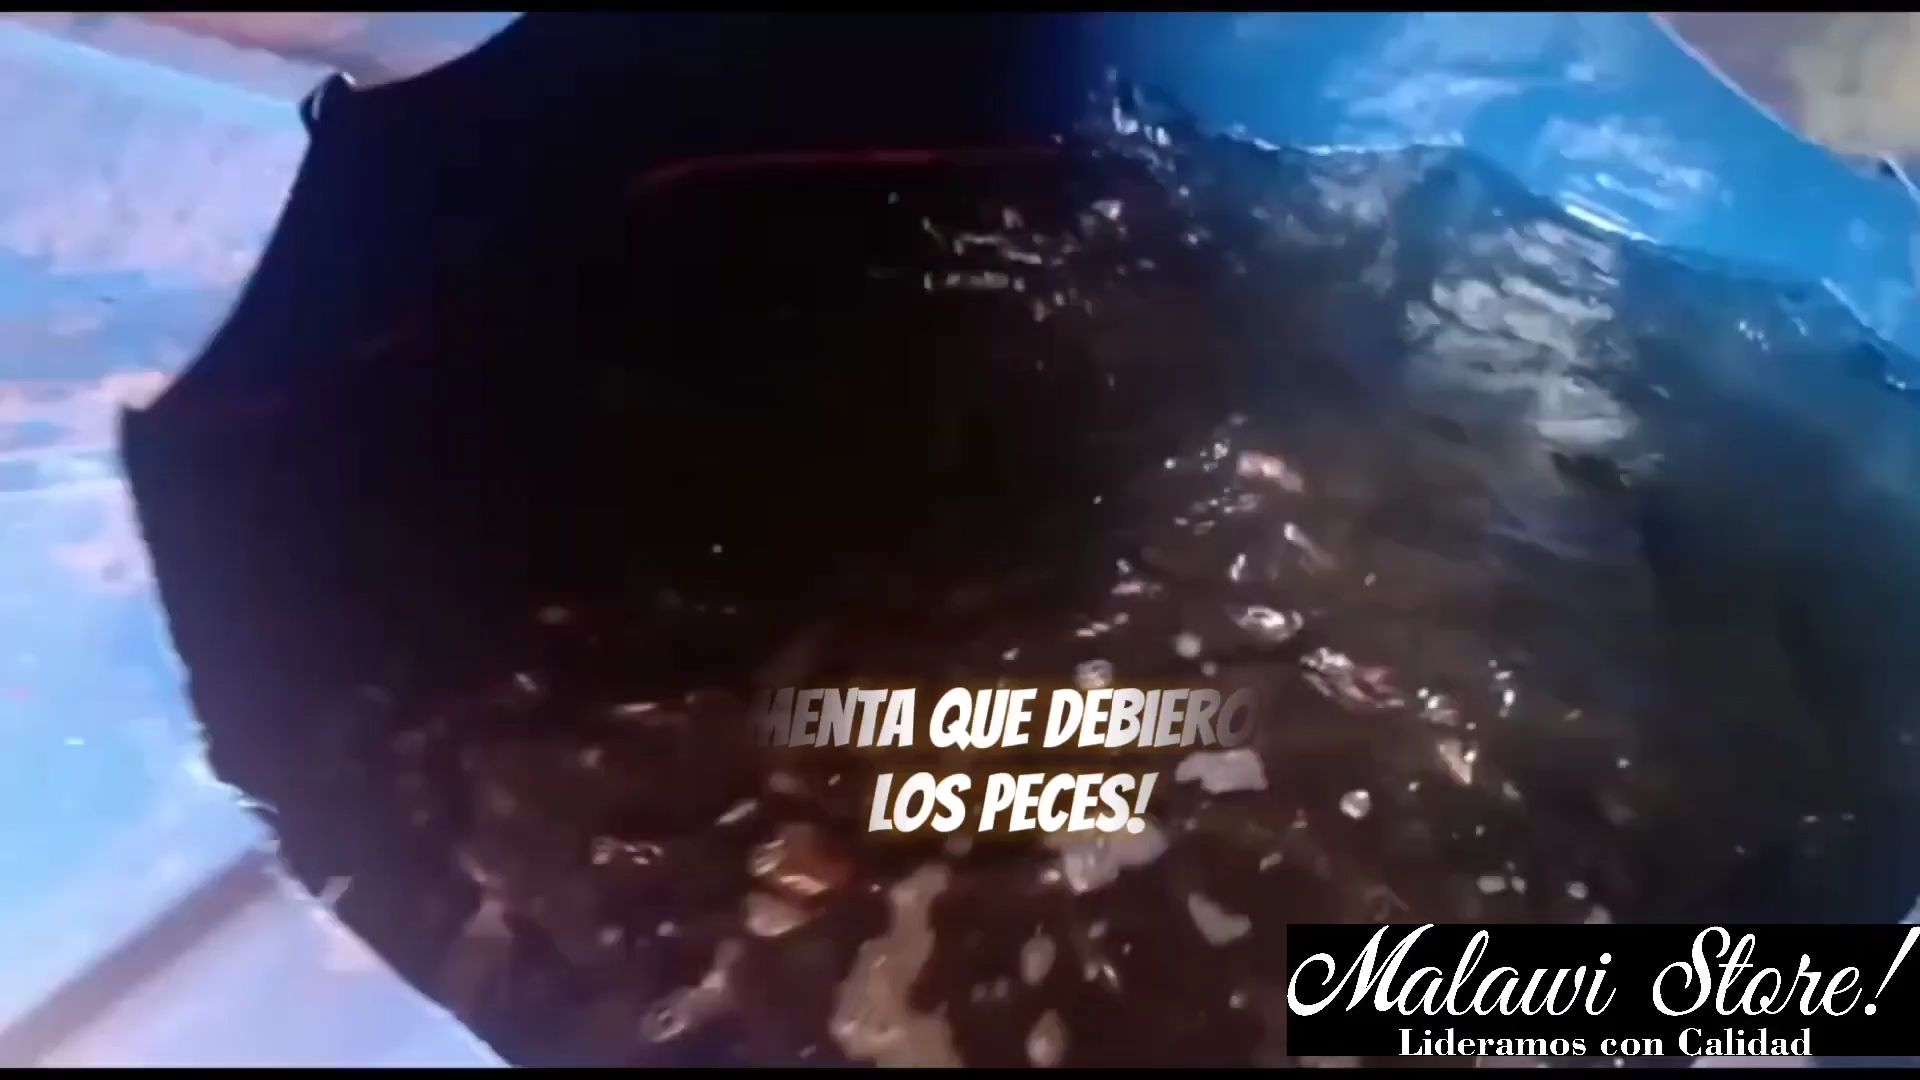 MENTA QUE DEBIERO
LOS PECES!
Malawi Store!
Lideramos con Calidad